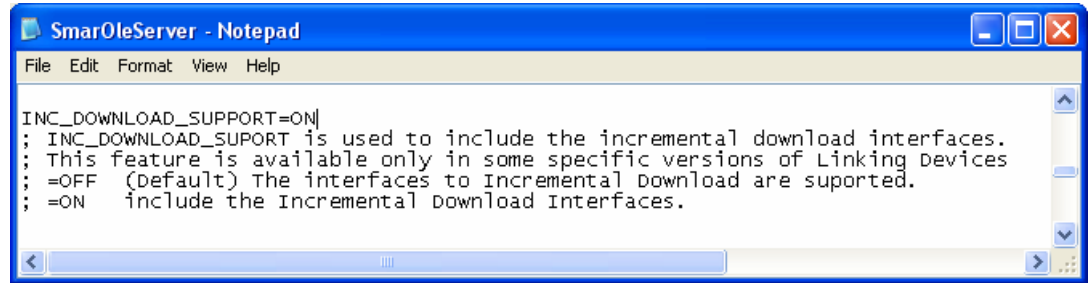 SmarOleServer - Notepad
File Edit Format View Help
INC_DOWNLOAD_SUPPORT=ON
; INC_DOWNLOAD_SUPORT is used to include the incremental download interfaces.
; This feature is available only in some specific versions of Linking Devices
; =OFF (Default) The interfaces to Incremental Download are suported.
; =ON include the Incremental Download Interfaces.